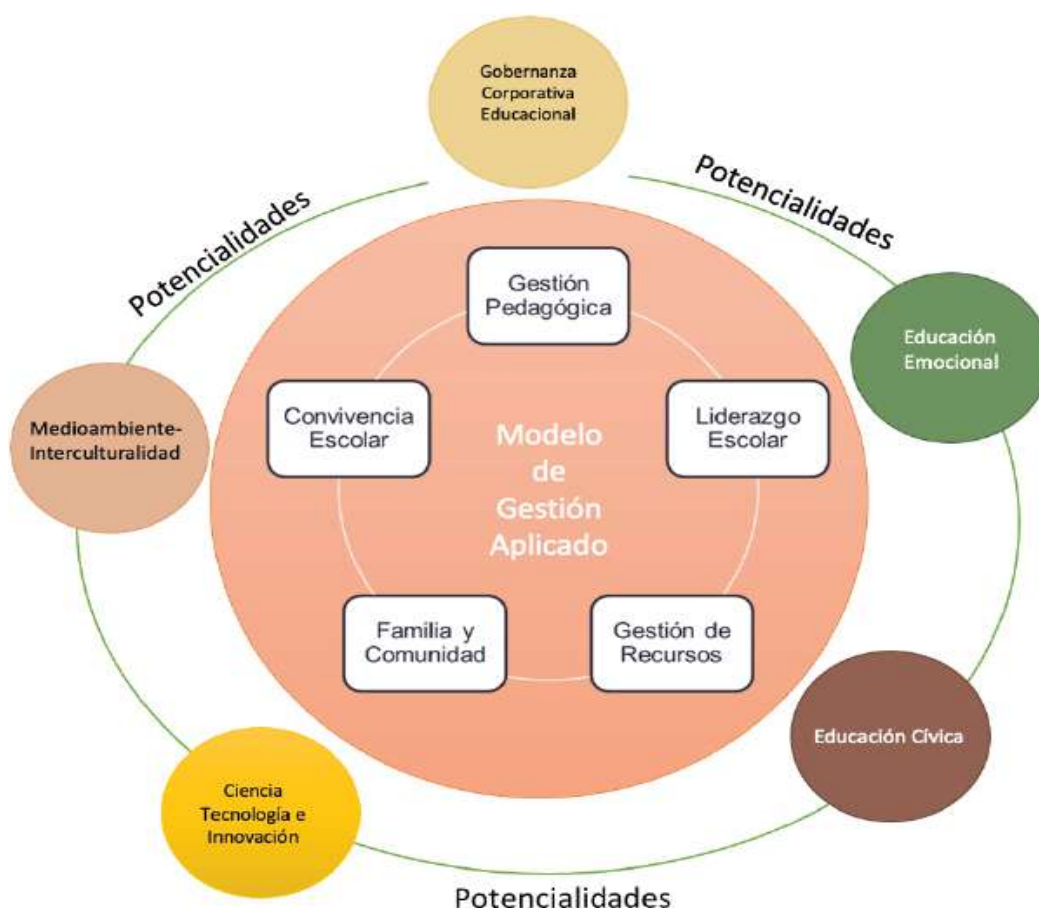 Gobernanza
Corporativa
Educacional
Potencialidades
Potencialidades
Gestión
Pedagógica
Educación
Emocional
Convivencia
Escolar
Liderazgo
Escolar
Medioambiente-
Interculturalidad
Modelo
de
Gestión
Aplicado
Familia y
Comunidad
Gestión de
Recursos
Educación Cívica
Ciencia
Tecnología e
Innovación
Potencialidades